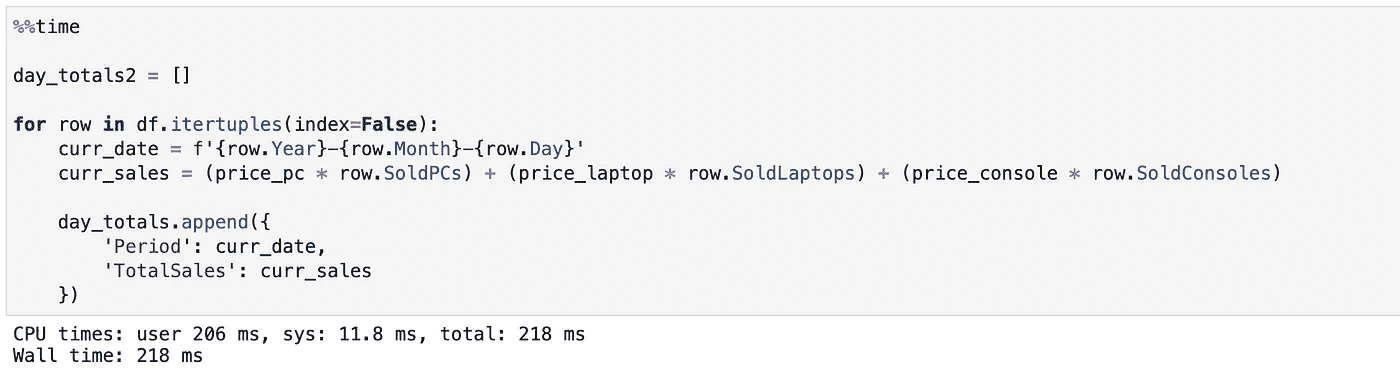 %%time
day_totals2 = []
for row in df.itertuples(index=False):
    curr_date = f'{row.Year}-{row.Month}-{row.Day}'
    curr_sales = (price_pc * row.SoldPCs) + (price_laptop * row.SoldLaptops) + (price_console * row.SoldConsoles)
    day_totals.append({
        'Period': curr_date,
        'TotalSales': curr_sales
    })
CPU times: user 206 ms, sys: 11.8 ms, total: 218 ms
Wall time: 218 ms